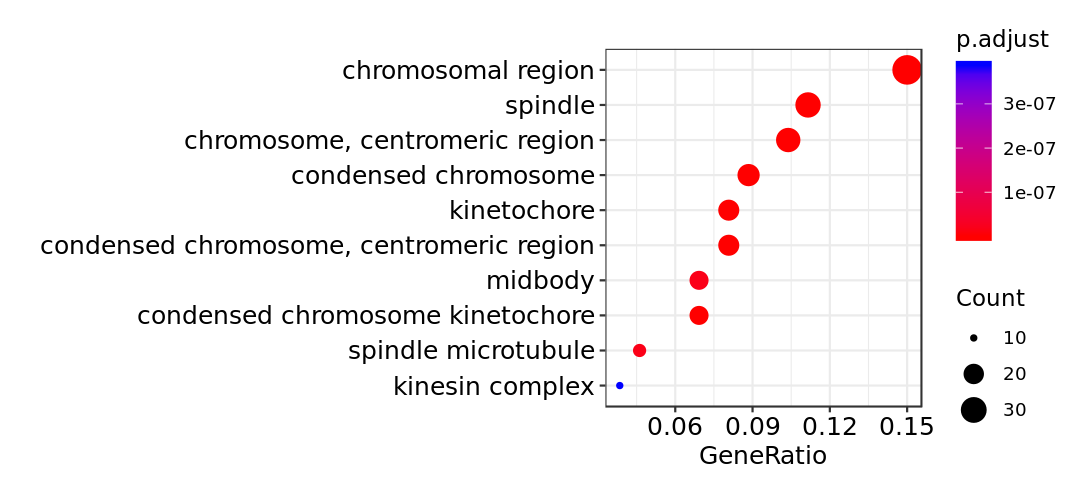 chromosomal region
spindle
chromosome, centromeric region
condensed chromosome
kinetochore
condensed chromosome, centromeric region
midbody
condensed chromosome kinetochore
spindle microtubule
kinesin complex
0.06 0.09 0.12 0.15
GeneRatio
p.adjust
3e-07
2e-07
1e-07
Count
10
20
30